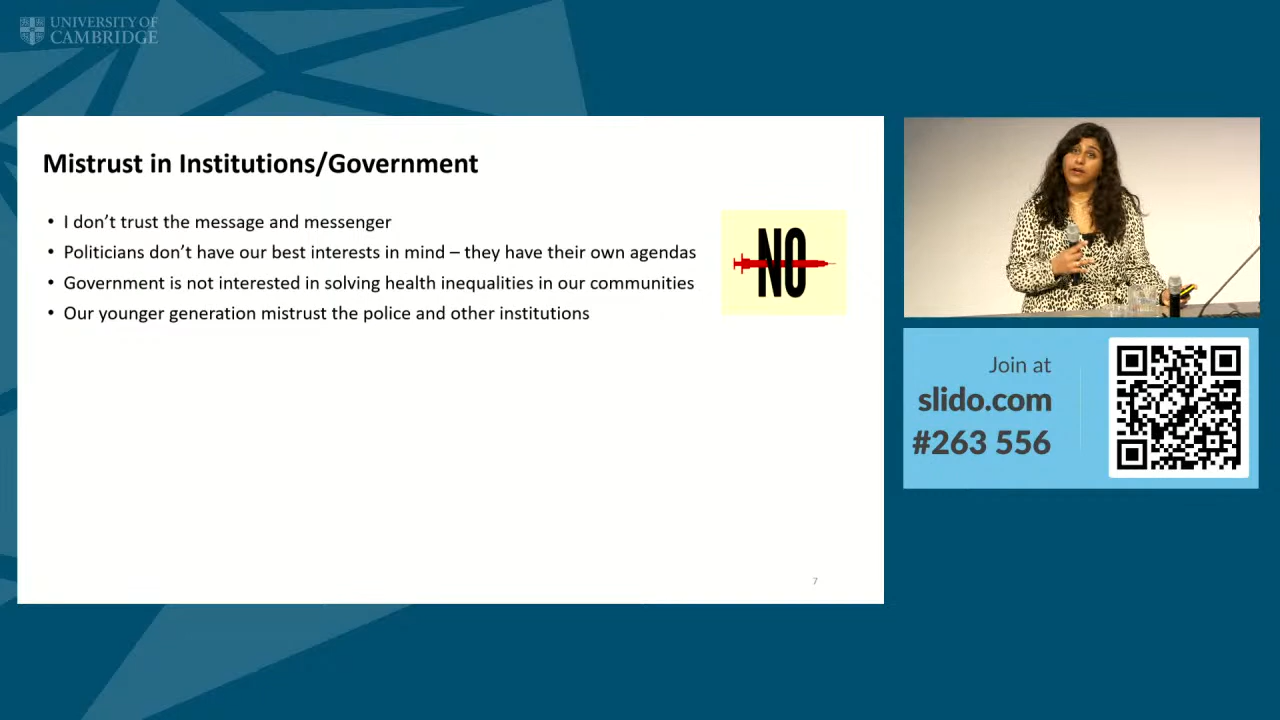 UNIVERSITY OF
CAMBRIDGE
Mistrust in Institutions/Government
• I don’t trust the message and messenger
• Politicians don’t have our best interests in mind – they have their own agendas
• Government is not interested in solving health inequalities in our communities
• Our younger generation mistrust the police and other institutions
NO
7
Join at
slido.com
#263 556